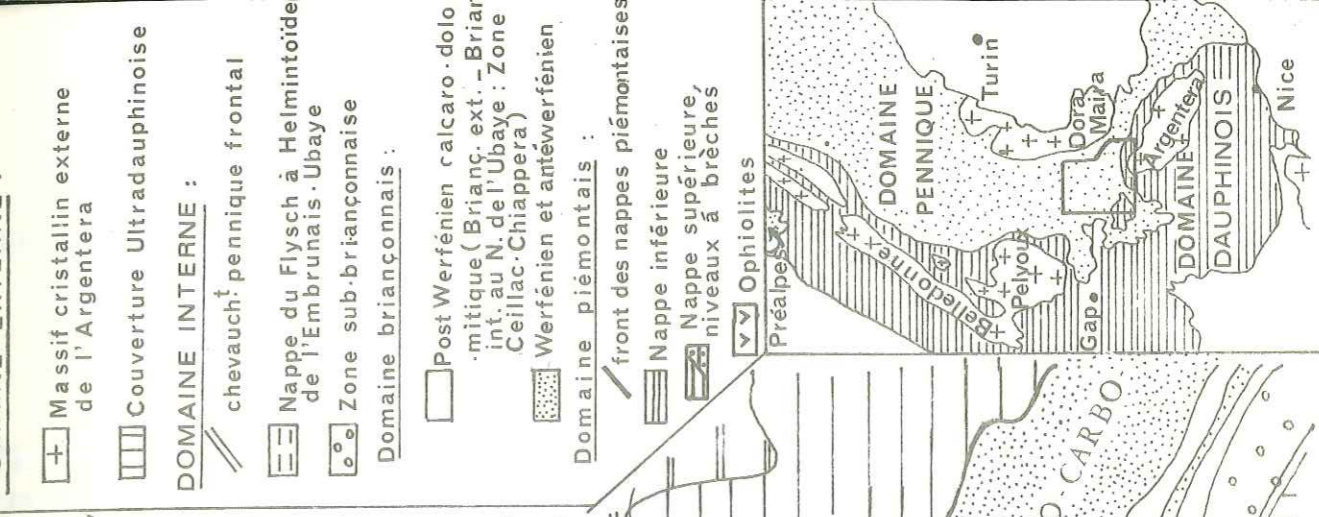 Massif cristallin externe
de l'Argentera
Couverture Ultradauphinoise
DOMAINE INTERNE :
chevaucht pennique frontal
Nappe du Flysch à Helmintoïde
de l'Embrunais-Ubaye
Zone sub-briançonnaise
Domaine briançonnais :
Post Werfénien calcaro-dolo
-mitique (Brianç. ext. – Brian
int. au N. de l'Ubaye : Zone
Ceillac-Chiappera)
Werfénien et antéwerfénien
Domaine piémontais :
front des nappes piémontaises
Nappe inférieure
Nappe supérieure,
niveaux á brèches
Ophiolites
Préalpes
DOMAINE
PENNIQUE
Turin
Belledonne
Pelvoux
Dora
Maira
Argentera
Gap
DOMAINE
DAUPHINOIS
Nice
CARBO